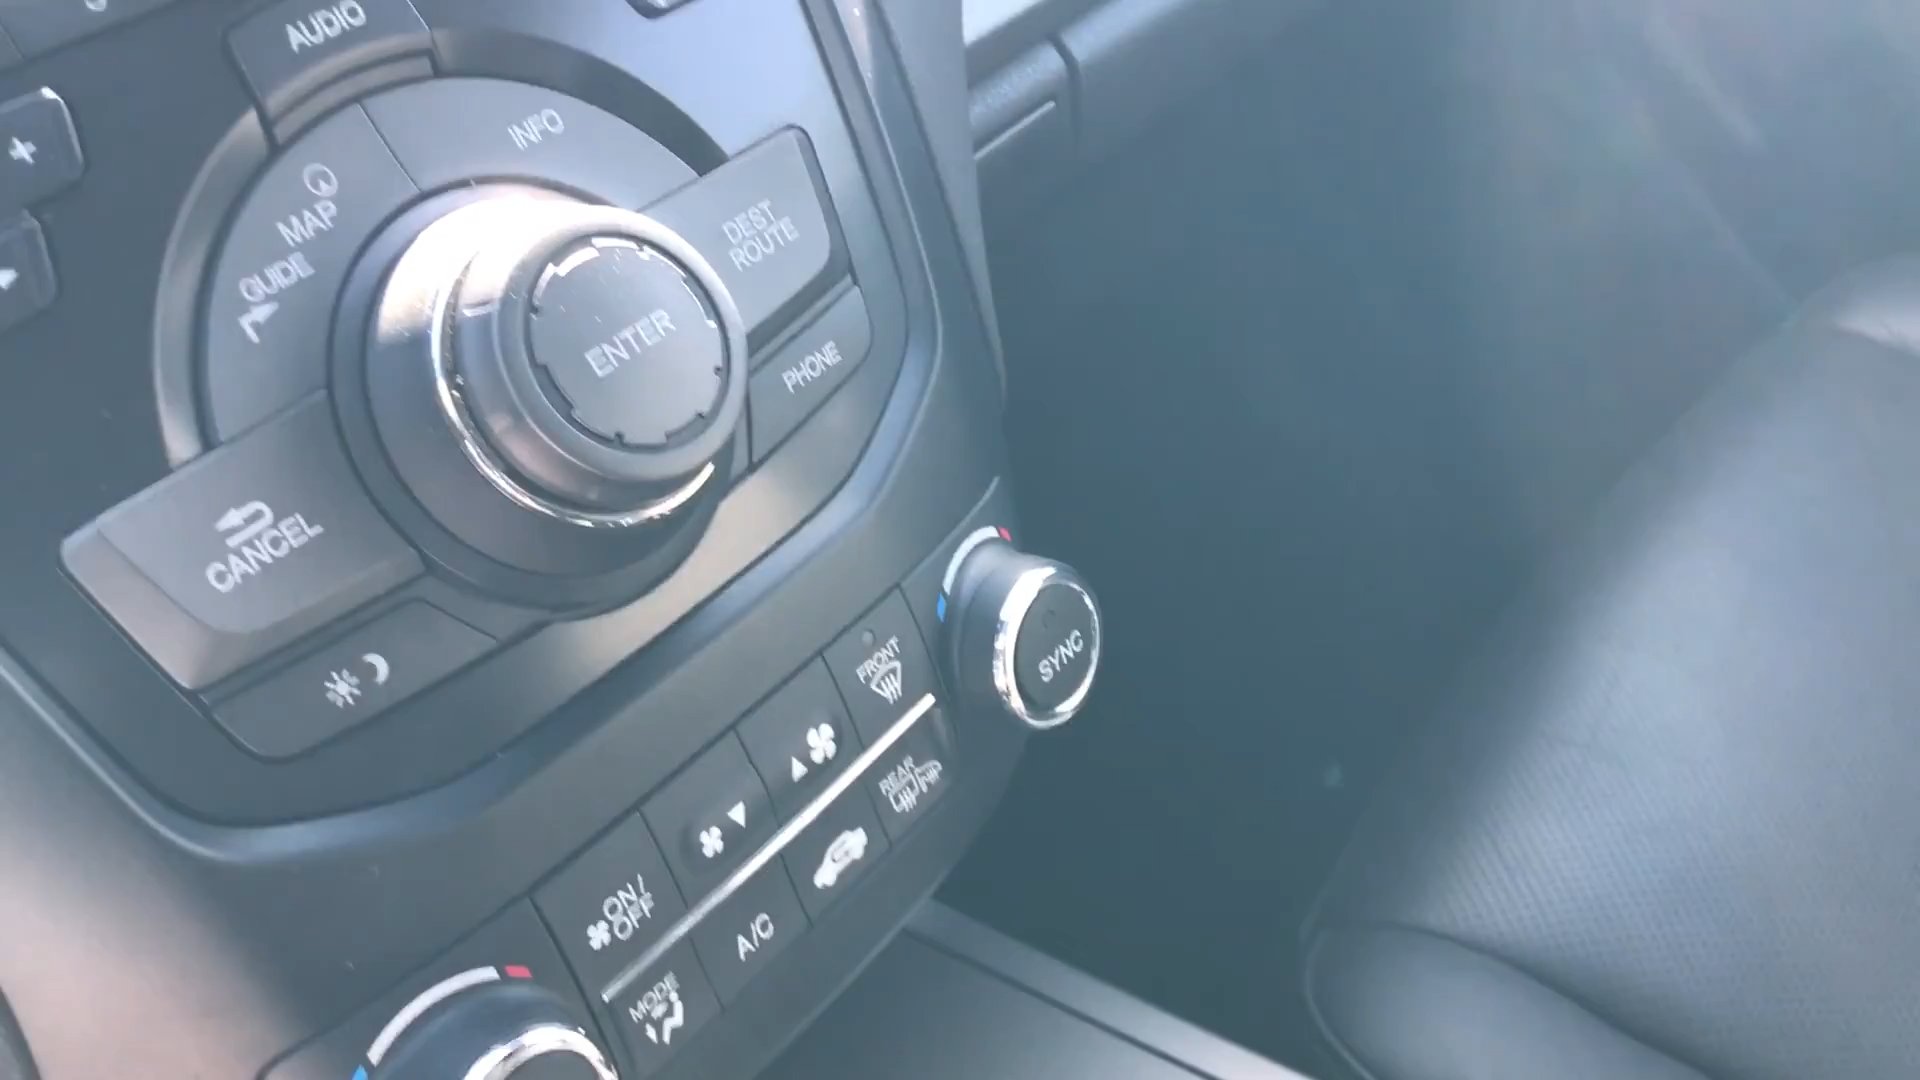 AUDIO
INFO
MAP
GUIDE
DEST
ROUTE
ENTER
PHONE
CANCEL
FRONT
SYNC
REAR
ON/
OFF
A/C
MODE